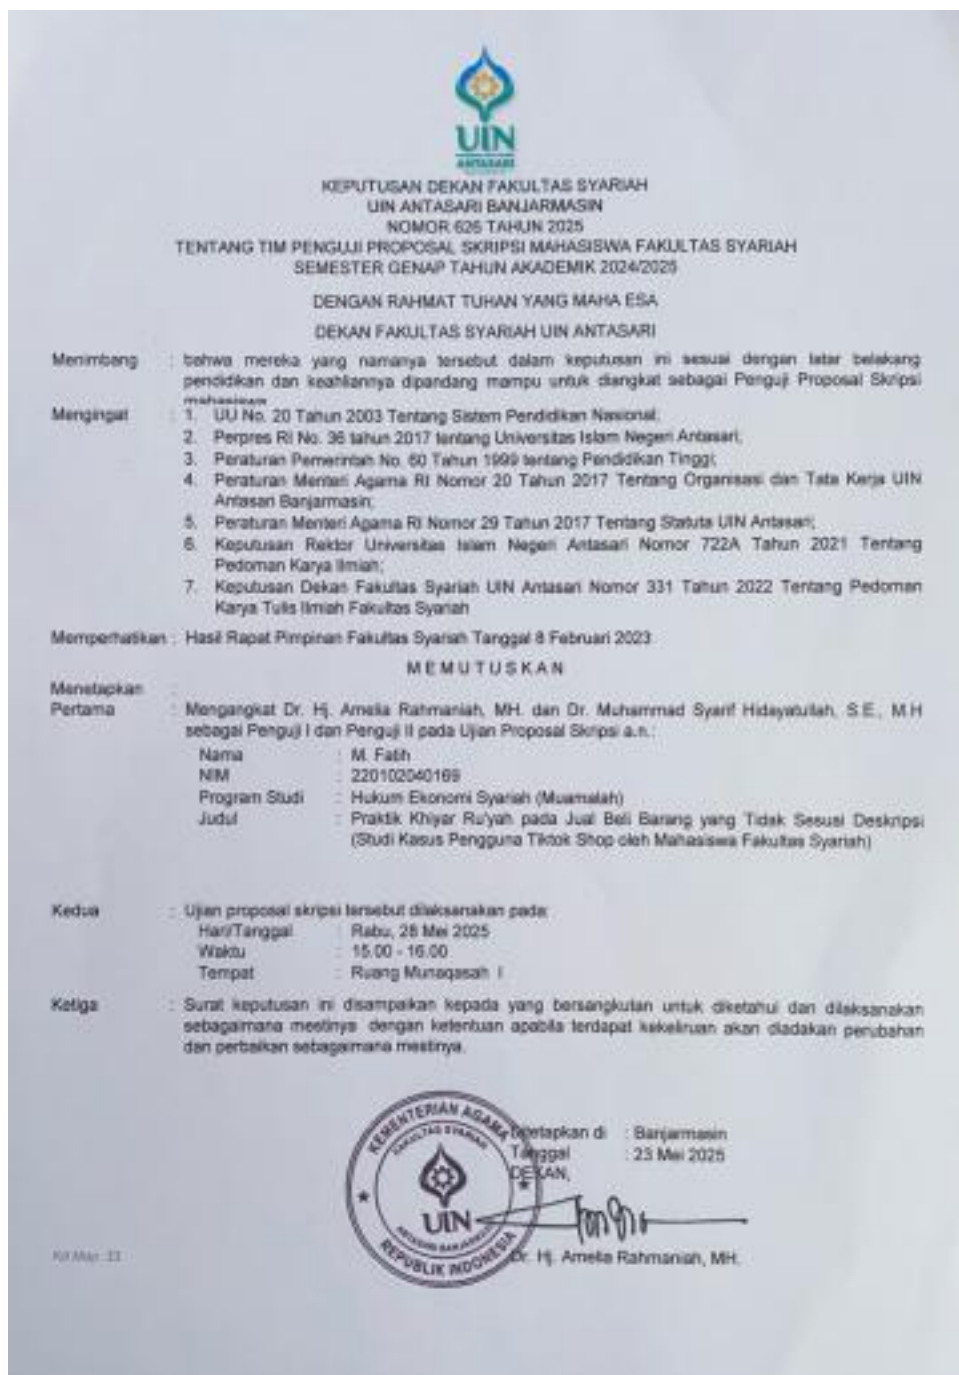 UIN
ANTASARI
KEPUTUSAN DEKAN FAKULTAS SYARIAH
UIN ANTASARI BANJARMASIN
NOMOR 626 TAHUN 2025
TENTANG TIM PENGUJI PROPOSAL SKRIPSI MAHASISWA FAKULTAS SYARIAH
SEMESTER GENAP TAHUN AKADEMIK 2024/2025
DENGAN RAHMAT TUHAN YANG MAHA ESA
DEKAN FAKULTAS SYARIAH UIN ANTASARI
Menimbang : bahwa mereka yang namanya tersebut dalam keputusan ini sesuai dengan latar belakang
pendidikan dan keahliannya dipandang mampu untuk diangkat sebagai Penguji Proposal Skripsi
mahasiswa
Mengingat : 1. UU No. 20 Tahun 2003 Tentang Sistem Pendidikan Nasional;
2. Perpres RI No. 36 tahun 2017 tentang Universitas Islam Negeri Antasari;
3. Peraturan Pemerintah No. 60 Tahun 1999 tentang Pendidikan Tinggi;
4. Peraturan Menteri Agama RI Nomor 20 Tahun 2017 Tentang Organisasi dan Tata Kerja UIN
Antasari Banjarmasin;
5. Peraturan Menteri Agama RI Nomor 29 Tahun 2017 Tentang Statuta UIN Antasari;
6. Keputusan Rektor Universitas Islam Negeri Antasari Nomor 722A Tahun 2021 Tentang
Pedoman Karya Ilmiah;
7. Keputusan Dekan Fakultas Syariah UIN Antasari Nomor 331 Tahun 2022 Tentang Pedoman
Karya Tulis Ilmiah Fakultas Syariah
Memperhatikan : Hasil Rapat Pimpinan Fakultas Syariah Tanggal 8 Februari 2023
M E M U T U S K A N
Menetapkan :
Pertama : Mengangkat Dr. Hj. Amelia Rahmaniah, MH. dan Dr. Muhammad Syarif Hidayatullah, S.E., M.H
sebagai Penguji I dan Penguji II pada Ujian Proposal Skripsi a.n.:
Nama : M. Fatih
NIM : 220102040169
Program Studi : Hukum Ekonomi Syariah (Muamalah)
Judul : Praktik Khiyar Ru'yah pada Jual Beli Barang yang Tidak Sesuai Deskripsi
(Studi Kasus Pengguna Tiktok Shop oleh Mahasiswa Fakultas Syariah)
Kedua : Ujian proposal skripsi tersebut dilaksanakan pada:
Hari/Tanggal : Rabu, 28 Mei 2025
Waktu : 15.00 - 16.00
Tempat : Ruang Munaqasah I
Ketiga : Surat keputusan ini disampaikan kepada yang bersangkutan untuk diketahui dan dilaksanakan
sebagaimana mestinya dengan ketentuan apabila terdapat kekeliruan akan diadakan perubahan
dan perbaikan sebagaimana mestinya.
KEMENTERIAN AGAMA
FAKULTAS SYARIAH
UIN
ANTASARI BANJARMASIN
REPUBLIK INDONESIA
Ditetapkan di : Banjarmasin
Tanggal : 23 Mei 2025
DEKAN,
Dr. Hj. Amelia Rahmaniah, MH.